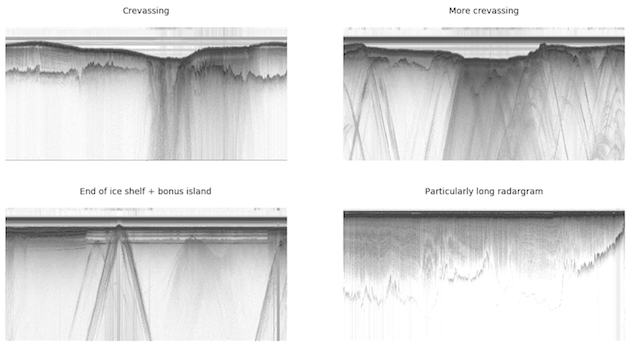 Crevassing
More crevassing
End of ice shelf + bonus island
Particularly long radargram